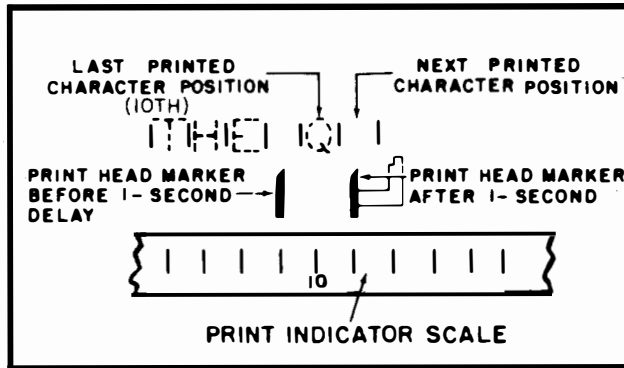 LAST PRINTED
CHARACTER POSITION
(10TH)
NEXT PRINTED
CHARACTER POSITION
T H E Q
PRINT HEAD MARKER
BEFORE 1-SECOND
DELAY
PRINT HEAD MARKER
AFTER 1-SECOND
10
PRINT INDICATOR SCALE